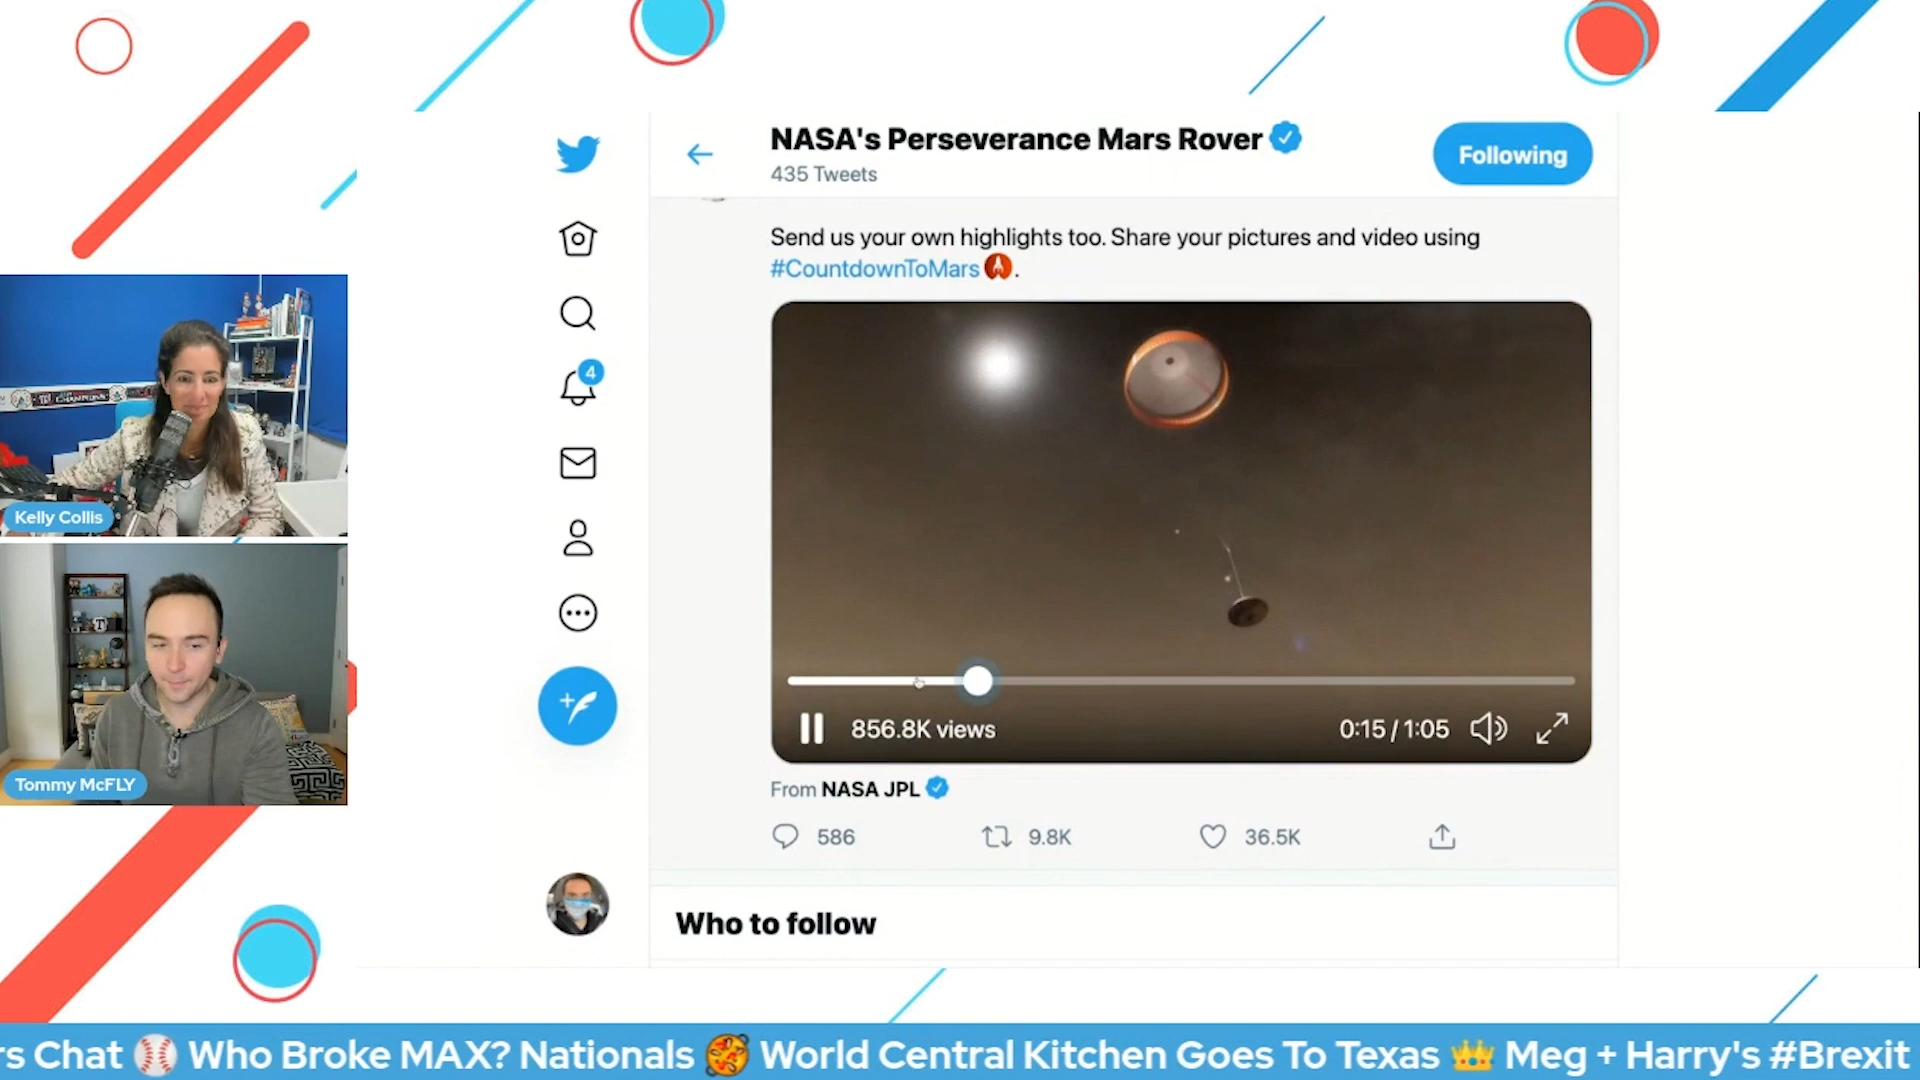 NASA's Perseverance Mars Rover
435 Tweets
Following
Send us your own highlights too. Share your pictures and video using
#CountdownToMars.
4
856.8K views
0:15 / 1:05
From NASA JPL
586
9.8K
36.5K
Who to follow
Kelly Collis
Tommy McFLY
rs Chat ⚾ Who Broke MAX? Nationals 🥘 World Central Kitchen Goes To Texas 👑 Meg + Harry's #Brexit